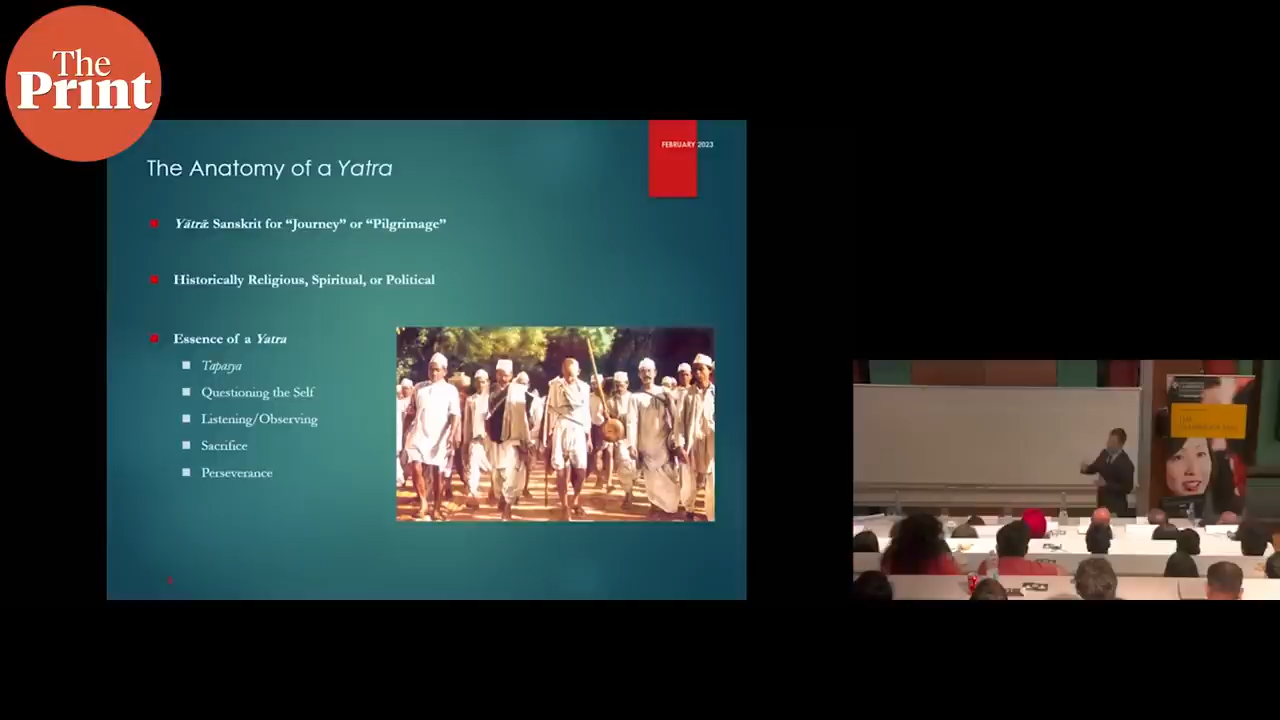 The
Print
FEBRUARY 2023
The Anatomy of a Yatra
Yātrā: Sanskrit for “Journey” or “Pilgrimage”
Historically Religious, Spiritual, or Political
Essence of a Yatra
Tapasya
Questioning the Self
Listening/Observing
Sacrifice
Perseverance